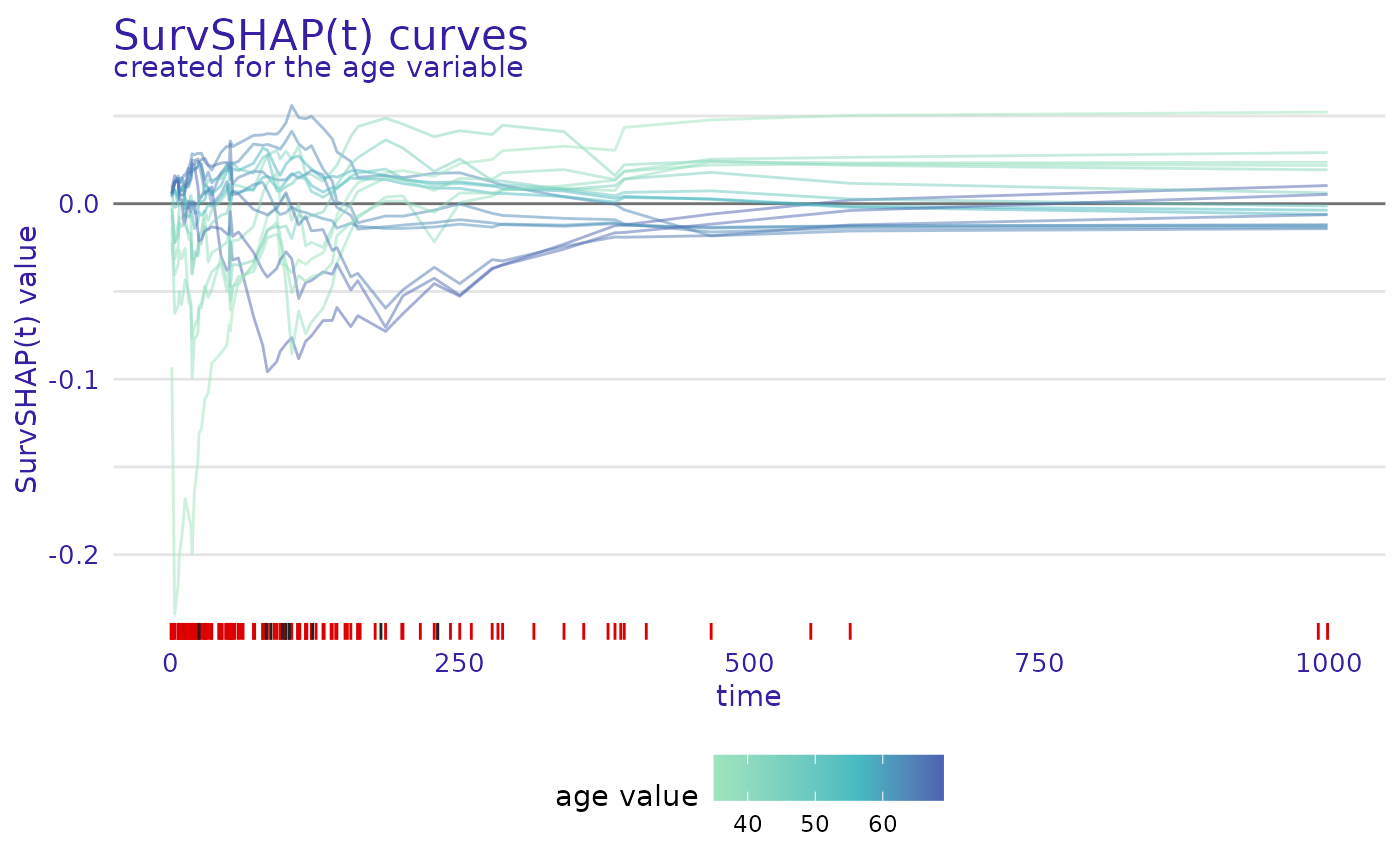 SurvSHAP(t) curves
created for the age variable
SurvSHAP(t) value
0.0
-0.1
-0.2
0 250 500 750 1000
time
age value
40 50 60